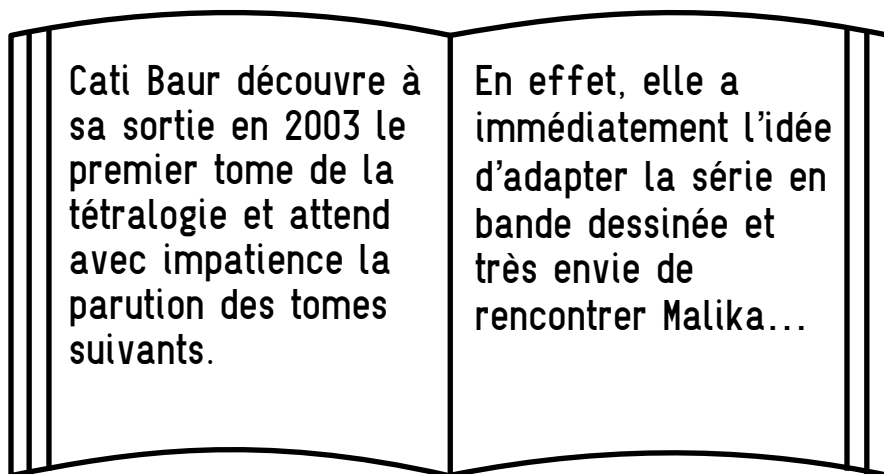 Cati Baur découvre à
sa sortie en 2003 le
premier tome de la
tétralogie et attend
avec impatience la
parution des tomes
suivants.
En effet, elle a
immédiatement l'idée
d'adapter la série en
bande dessinée et
très envie de
rencontrer Malika...